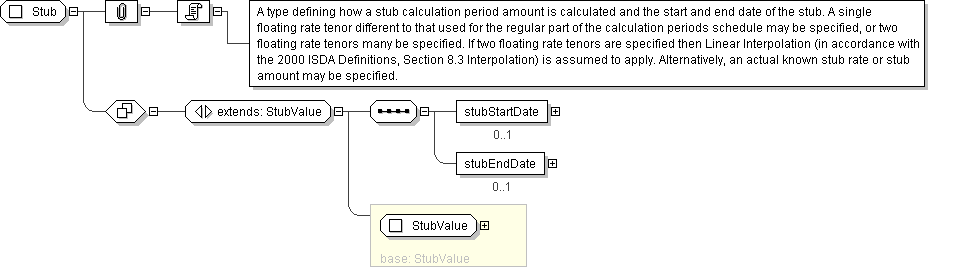 Stub
A type defining how a stub calculation period amount is calculated and the start and end date of the stub. A single
floating rate tenor different to that used for the regular part of the calculation periods schedule may be specified, or two
floating rate tenors many be specified. If two floating rate tenors are specified then Linear Interpolation (in accordance with
the 2000 ISDA Definitions, Section 8.3 Interpolation) is assumed to apply. Alternatively, an actual known stub rate or stub
amount may be specified.
extends: StubValue
stubStartDate
0..1
stubEndDate
0..1
StubValue
base: StubValue